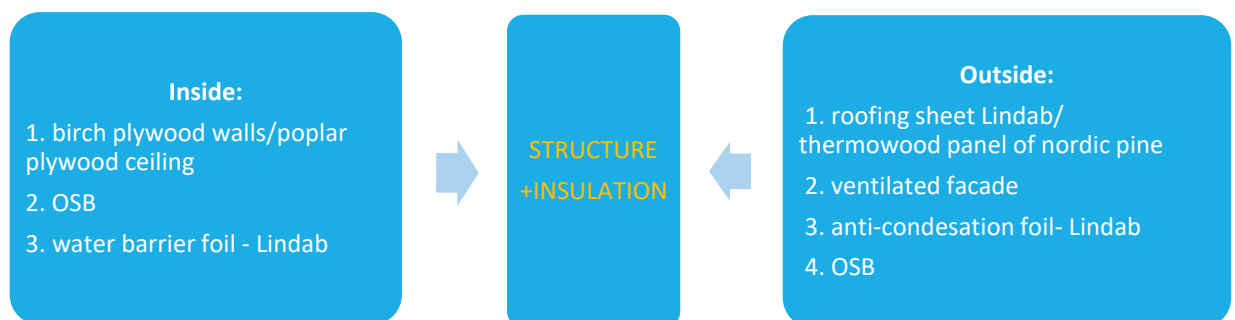 Inside:
1. birch plywood walls/poplar
plywood ceiling
2. OSB
3. water barrier foil - Lindab
STRUCTURE
+INSULATION
Outside:
1. roofing sheet Lindab/
thermowood panel of nordic pine
2. ventilated facade
3. anti-condesation foil- Lindab
4. OSB